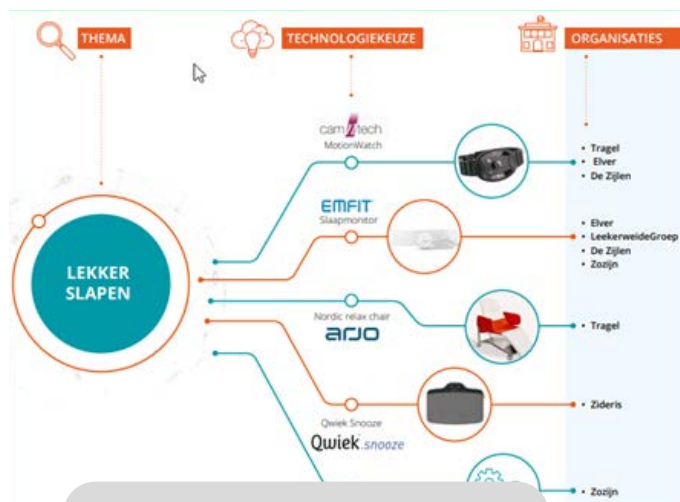 THEMA
TECHNOLOGIEKEUZE
ORGANISATIES
LEKKER
SLAPEN
camntech
MotionWatch
• Tragel
• Elver
• De Zijlen
EMFIT
Slaapmonitor
• Elver
• LeekerweideGroep
• De Zijlen
• Zozijn
Nordic relax chair
arjo
• Tragel
Qwiek Snooze
Qwiek.snooze
• Zideris
• Zozijn